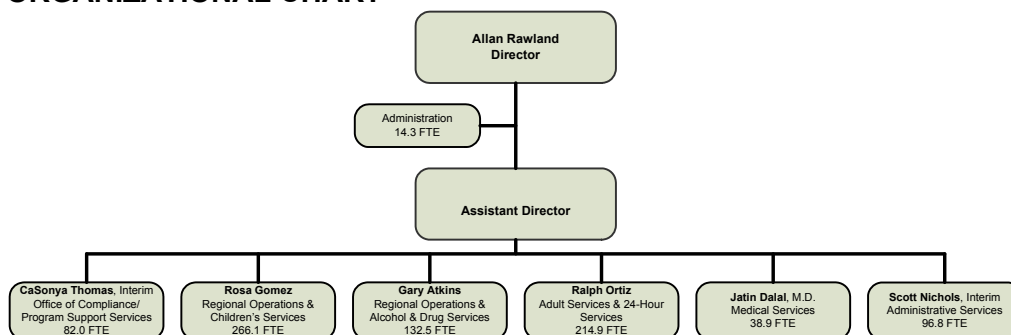 ORGANIZATIONAL CHART
Allan Rawland
Director
Administration
14.3 FTE
Assistant Director
CaSonya Thomas, Interim
Office of Compliance/
Program Support Services
82.0 FTE
Rosa Gomez
Regional Operations &
Children's Services
266.1 FTE
Gary Atkins
Regional Operations &
Alcohol & Drug Services
132.5 FTE
Ralph Ortiz
Adult Services & 24-Hour
Services
214.9 FTE
Jatin Dalal, M.D.
Medical Services
38.9 FTE
Scott Nichols, Interim
Administrative Services
96.8 FTE